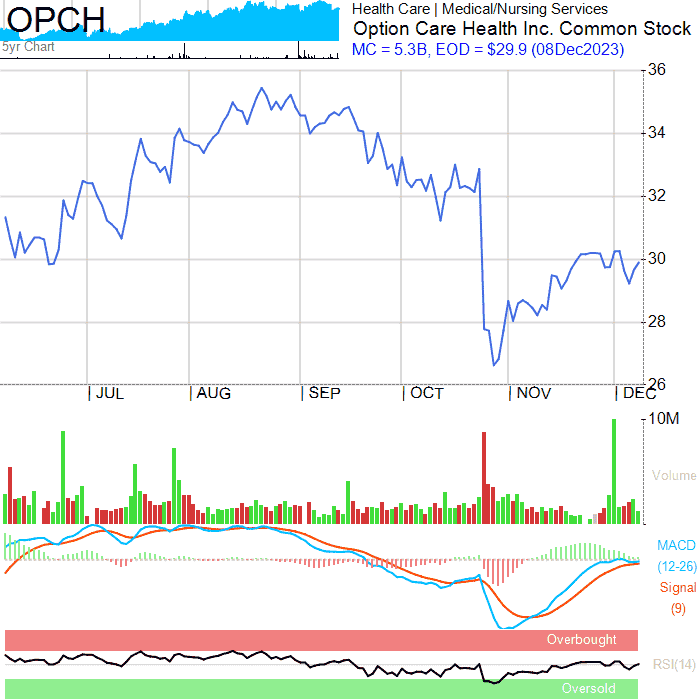 OPCH
5yr Chart
Health Care | Medical/Nursing Services
Option Care Health Inc. Common Stock
MC = 5.3B, EOD = $29.9 (08Dec2023)
36
34
32
30
28
26
JUL AUG SEP OCT NOV DEC
10M
Volume
MACD
(12-26)
Signal
(9)
Overbought
RSI(14)
Oversold